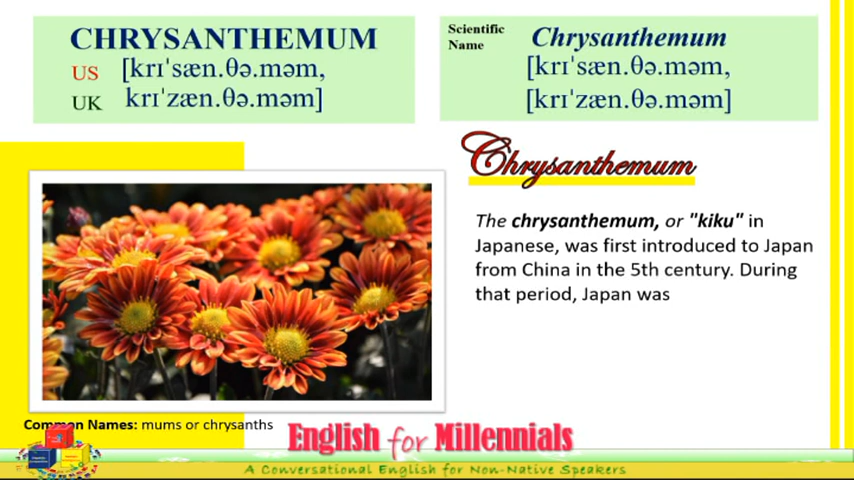 CHRYSANTHEMUM
US [krɪˈsæn.θə.məm,
UK krɪˈzæn.θə.məm]
Scientific
Name
Chrysanthemum
[krɪˈsæn.θə.məm,
[krɪˈzæn.θə.məm]
Chrysanthemum
The chrysanthemum, or "kiku" in
Japanese, was first introduced to Japan
from China in the 5th century. During
that period, Japan was
Common Names: mums or chrysanths
English for Millennials
A Conversational English for Non-Native Speakers